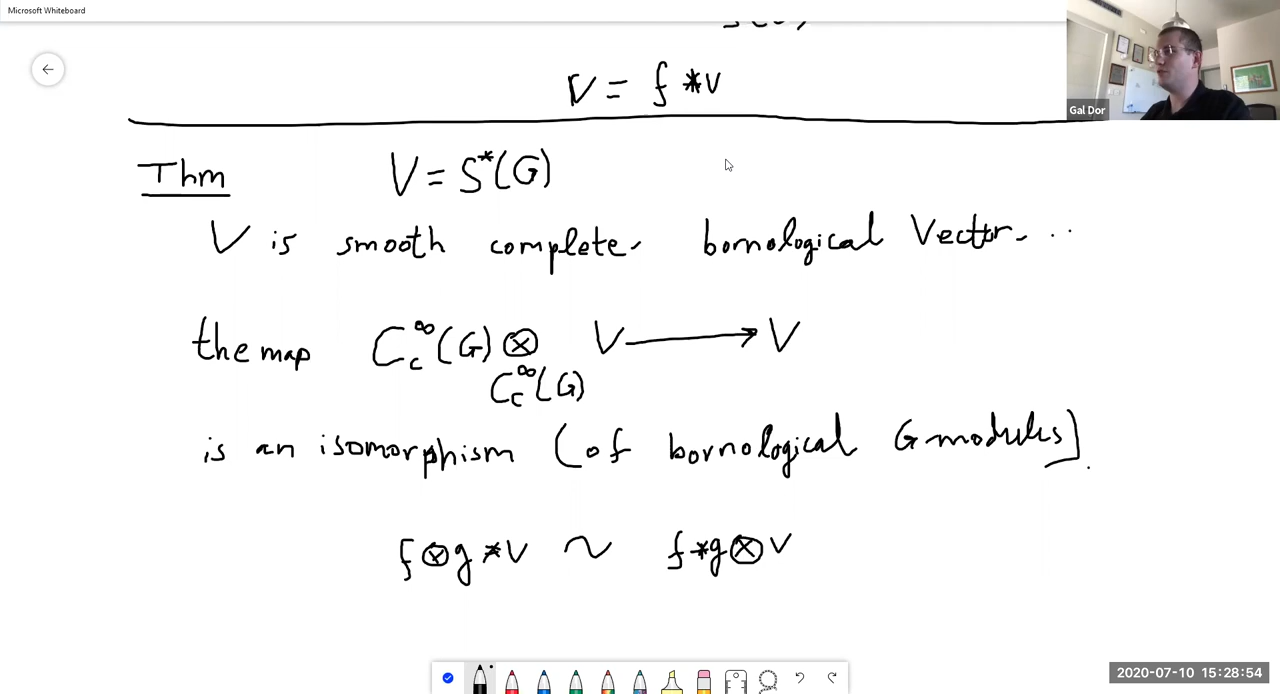 Microsoft Whiteboard
V = f * v
Gal Dor
Thm V = S*(G)
V is smooth complete bornological Vector - ..
the map C_c^∞(G) ⊗_{C_c^∞(G)} V → V
is an isomorphism (of bornological G-modules).
f ⊗ g * v ~ f * g ⊗ v
2020-07-10 15:28:54